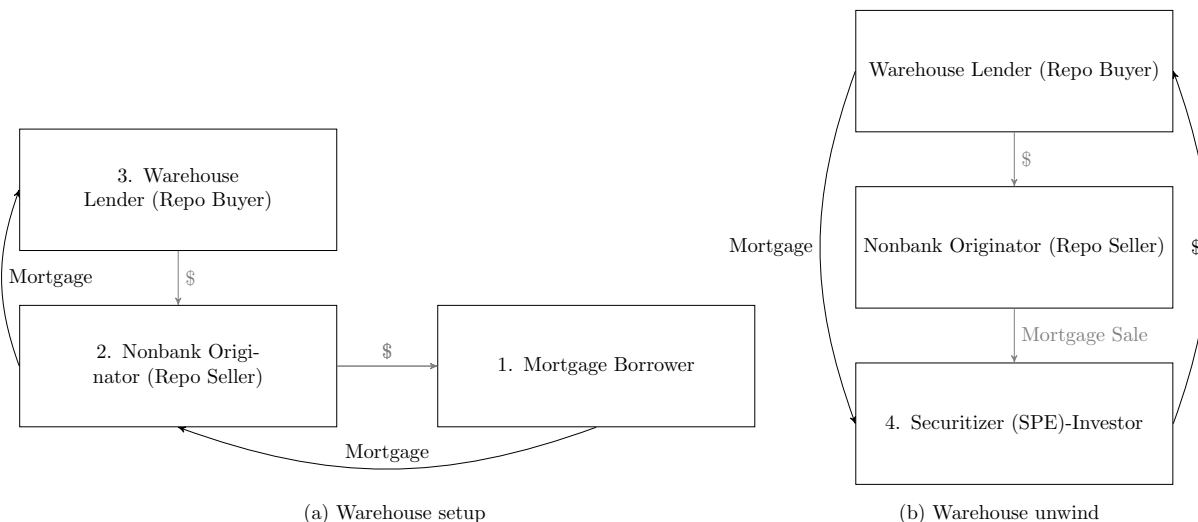 3. Warehouse
Lender (Repo Buyer)
Mortgage
$
2. Nonbank Origi-
nator (Repo Seller)
$
1. Mortgage Borrower
Mortgage
(a) Warehouse setup
Warehouse Lender (Repo Buyer)
$
Mortgage
Nonbank Originator (Repo Seller)
$
Mortgage Sale
4. Securitizer (SPE)-Investor
(b) Warehouse unwind